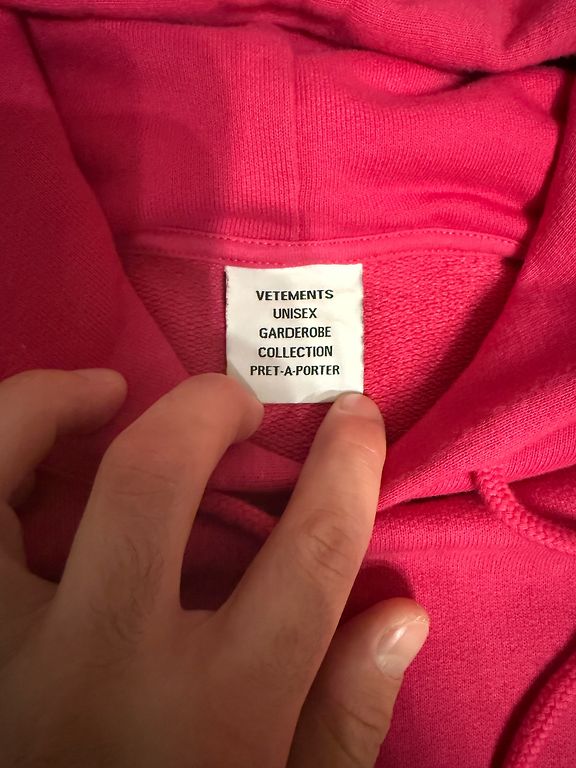 VETEMENTS
UNISEX
GARDEROBE
COLLECTION
PRET-A-PORTER